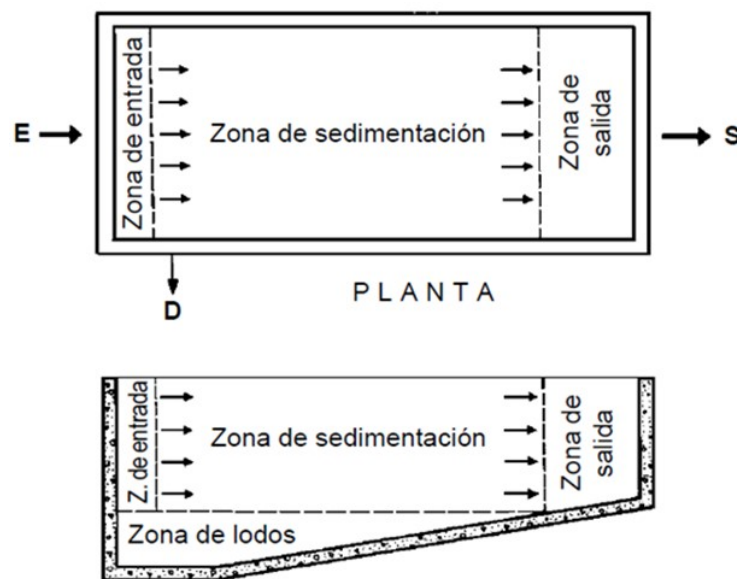 Zona de entrada
E
Zona de sedimentación
Zona de
salida
S
D
PLANTA
Z. de entrada
Zona de sedimentación
Zona de
salida
Zona de lodos